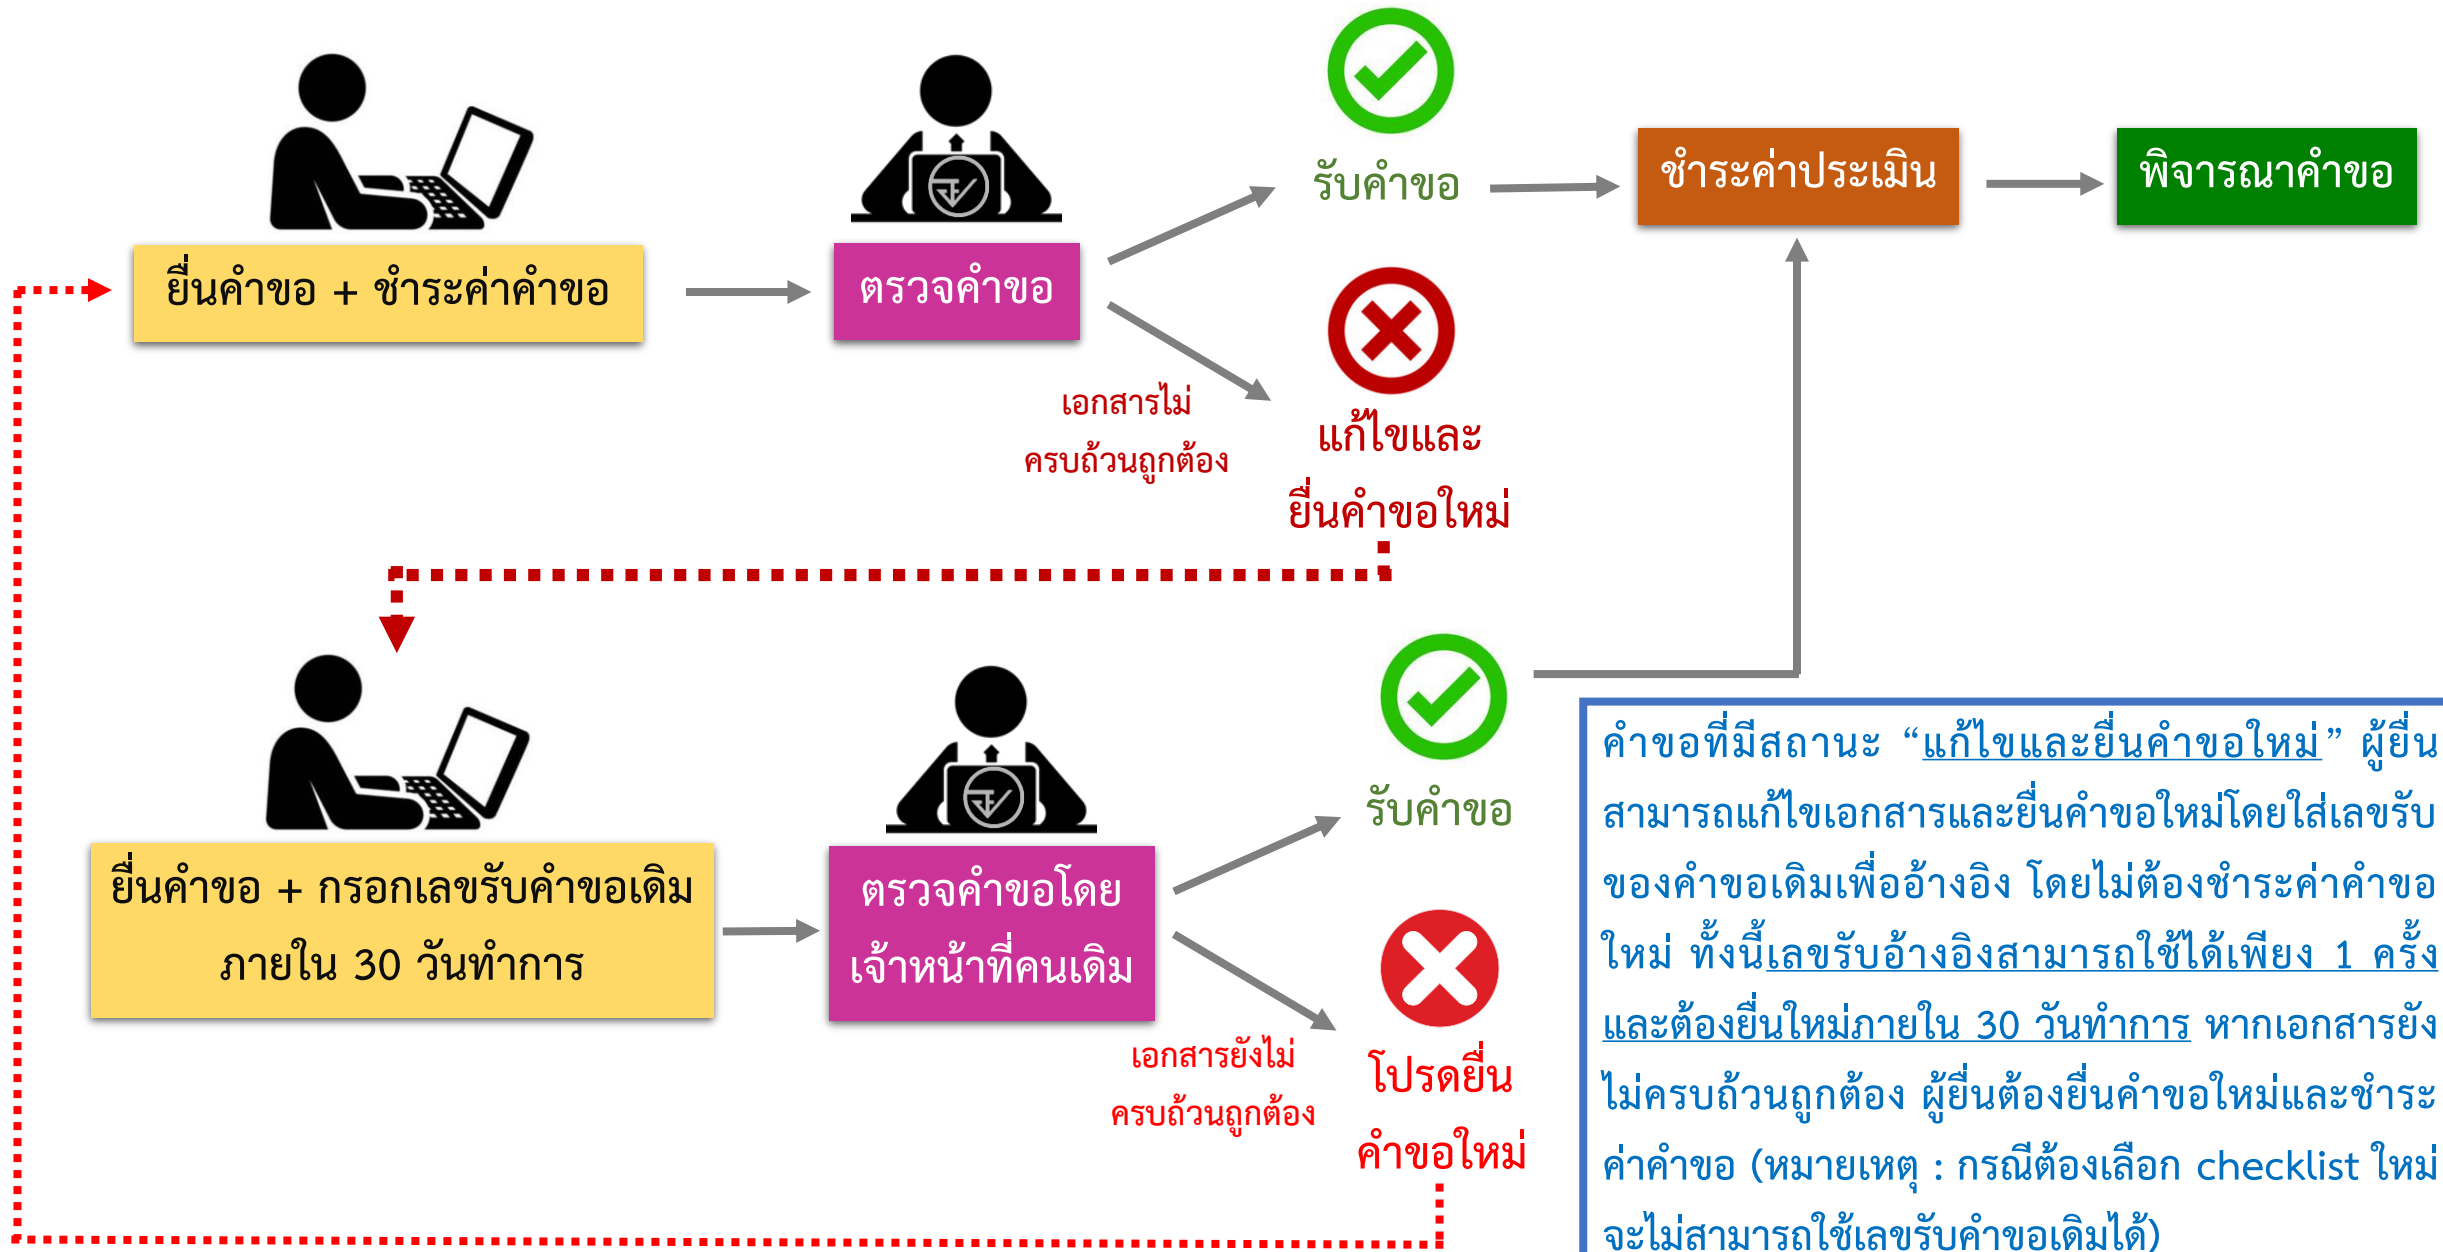 รับคำขอ
ชำระค่าประเมิน
พิจารณาคำขอ
ยื่นคำขอ + ชำระค่าคำขอ
ตรวจคำขอ
เอกสารไม่
ครบถ้วนถูกต้อง
แก้ไขและ
ยื่นคำขอใหม่
ยื่นคำขอ + กรอกเลขรับคำขอเดิม
ภายใน 30 วันทำการ
ตรวจคำขอโดย
เจ้าหน้าที่คนเดิม
รับคำขอ
เอกสารยังไม่
ครบถ้วนถูกต้อง
โปรดยื่น
คำขอใหม่
คำขอที่มีสถานะ “แก้ไขและยื่นคำขอใหม่” ผู้ยื่น
สามารถแก้ไขเอกสารและยื่นคำขอใหม่โดยใส่เลขรับ
ของคำขอเดิมเพื่ออ้างอิง โดยไม่ต้องชำระค่าคำขอ
ใหม่ ทั้งนี้เลขรับอ้างอิงสามารถใช้ได้เพียง 1 ครั้ง
และต้องยื่นใหม่ภายใน 30 วันทำการ หากเอกสารยัง
ไม่ครบถ้วนถูกต้อง ผู้ยื่นต้องยื่นคำขอใหม่และชำระ
ค่าคำขอ (หมายเหตุ : กรณีต้องเลือก checklist ใหม่
จะไม่สามารถใช้เลขรับคำขอเดิมได้)